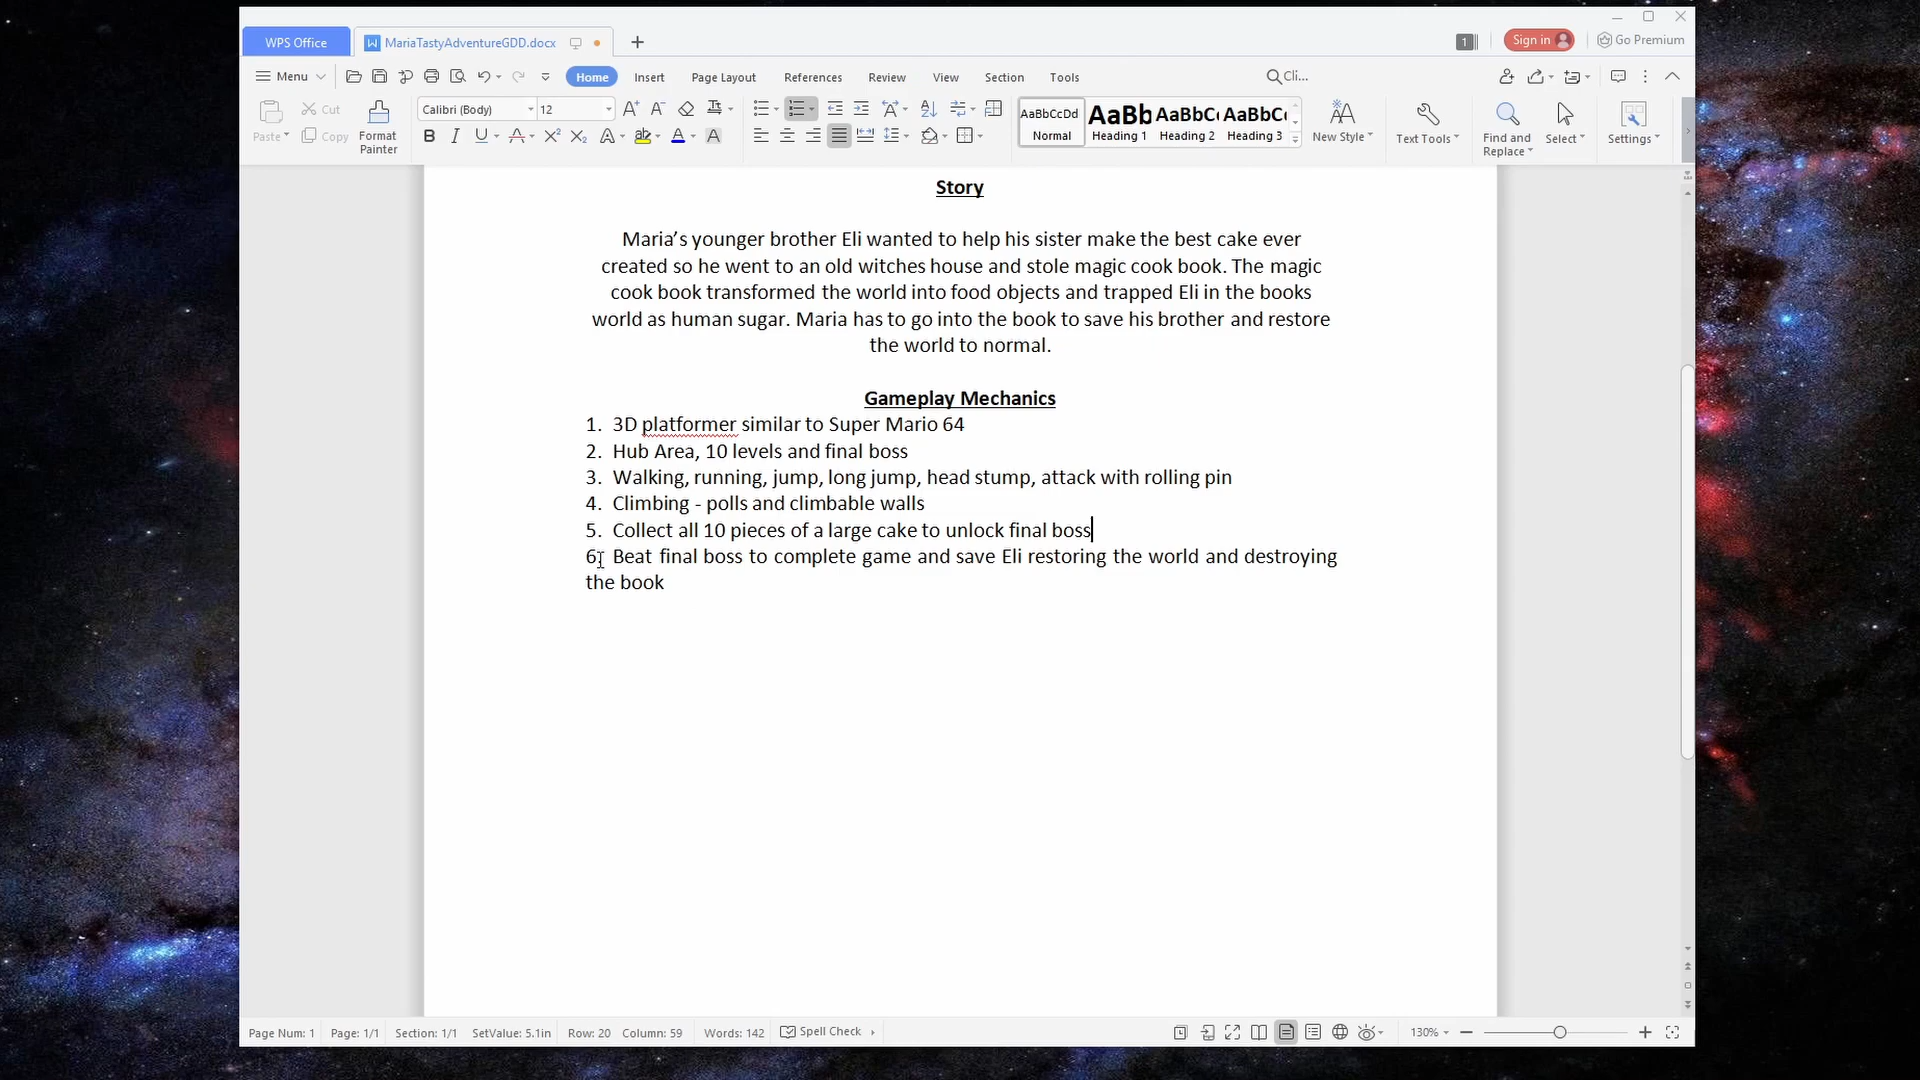 WPS Office
MariaTastyAdventureGDD.docx
1
Sign in
Go Premium
Menu
Home
Insert
Page Layout
References
Review
View
Section
Tools
Cli...
Paste
Cut
Copy
Format Painter
Calibri (Body)
12
AaBbCcDd
Normal
AaBb
Heading 1
AaBbC
Heading 2
AaBbC
Heading 3
New Style
Text Tools
Find and Replace
Select
Settings
Story
Maria's younger brother Eli wanted to help his sister make the best cake ever
created so he went to an old witches house and stole magic cook book. The magic
cook book transformed the world into food objects and trapped Eli in the books
world as human sugar. Maria has to go into the book to save his brother and restore
the world to normal.
Gameplay Mechanics
1. 3D platformer similar to Super Mario 64
2. Hub Area, 10 levels and final boss
3. Walking, running, jump, long jump, head stump, attack with rolling pin
4. Climbing - polls and climbable walls
5. Collect all 10 pieces of a large cake to unlock final boss
6. Beat final boss to complete game and save Eli restoring the world and destroying
the book
Page Num: 1
Page: 1/1
Section: 1/1
SetValue: 5.1in
Row: 20
Column: 59
Words: 142
Spell Check
130%